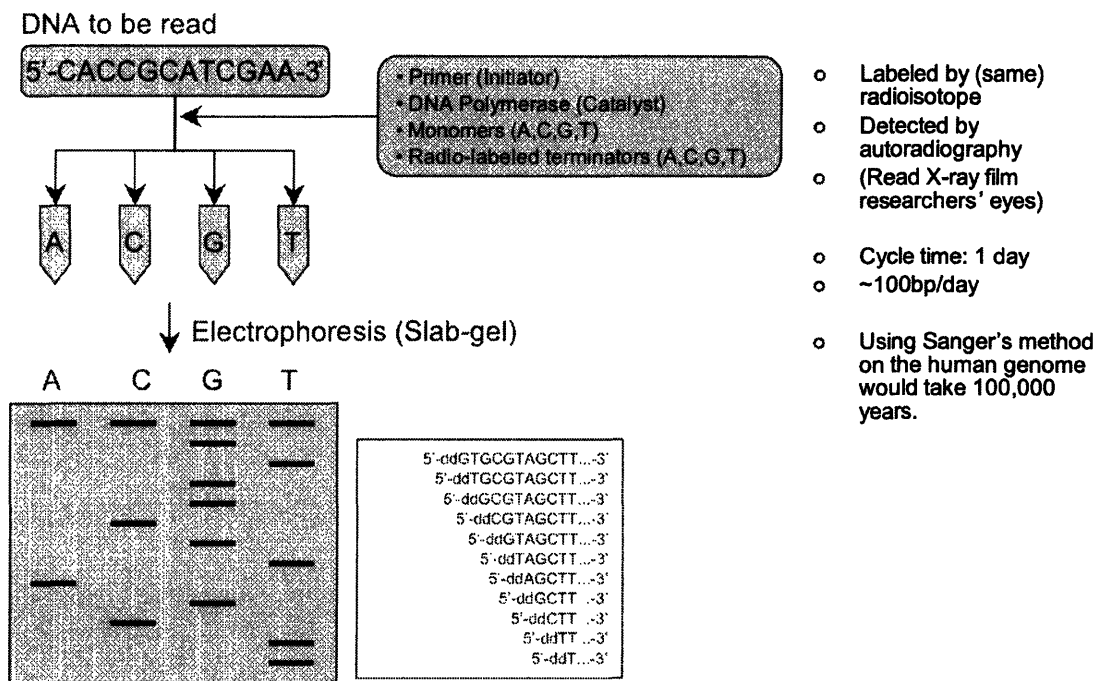 DNA to be read
5'-CACCGCATCGAA-3'
• Primer (Initiator)
• DNA Polymerase (Catalyst)
• Monomers (A,C,G,T)
• Radio-labeled terminators (A,C,G,T)
A C G T
Electrophoresis (Slab-gel)
A C G T
5'-ddGTGCGTAGCTT...-3'
5'-ddTGCGTAGCTT...-3'
5'-ddGCGTAGCTT...-3'
5'-ddCGTAGCTT...-3'
5'-ddGTAGCTT...-3'
5'-ddTAGCTT...-3'
5'-ddAGCTT...-3'
5'-ddGCTT ..-3'
5'-ddCTT ..-3'
5'-ddTT ..-3'
5'-ddT...-3'
o Labeled by (same)
radioisotope
o Detected by
autoradiography
o (Read X-ray film
researchers' eyes)
o Cycle time: 1 day
o ~100bp/day
o Using Sanger's method
on the human genome
would take 100,000
years.